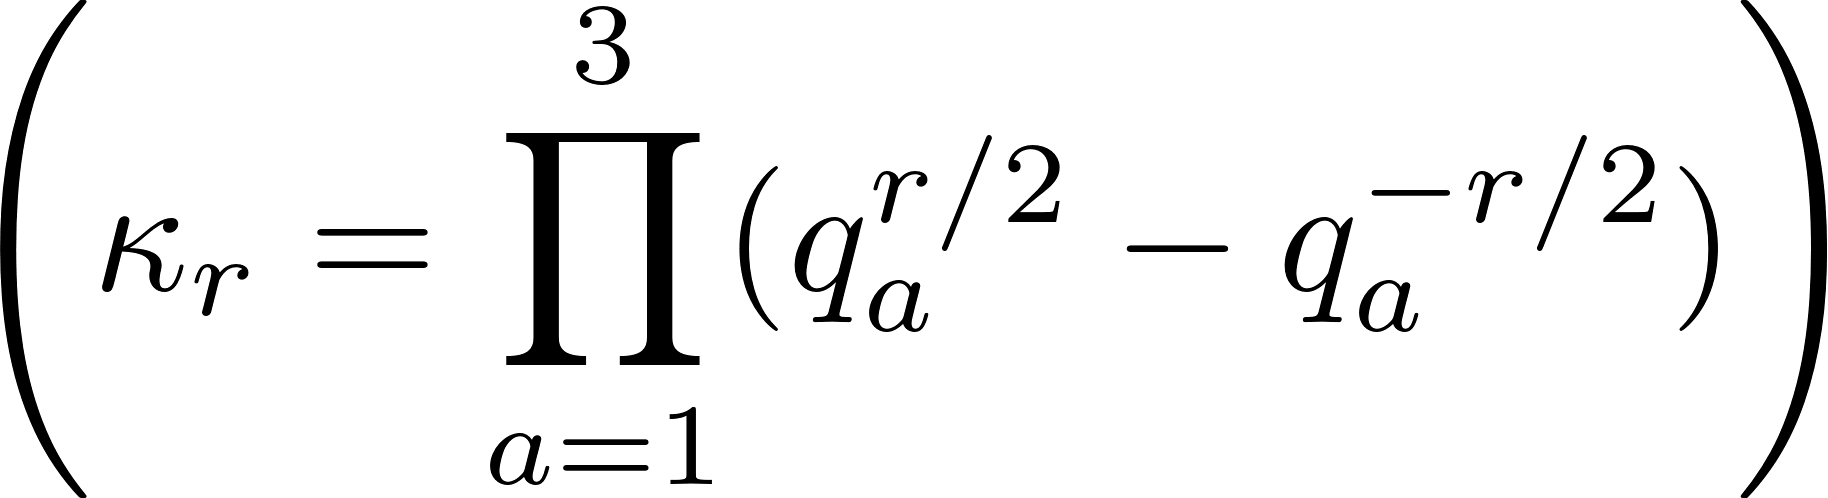 $$\left( \kappa_r = \prod_{a=1}^{3} (q_a^{r/2} - q_a^{-r/2}) \right)$$